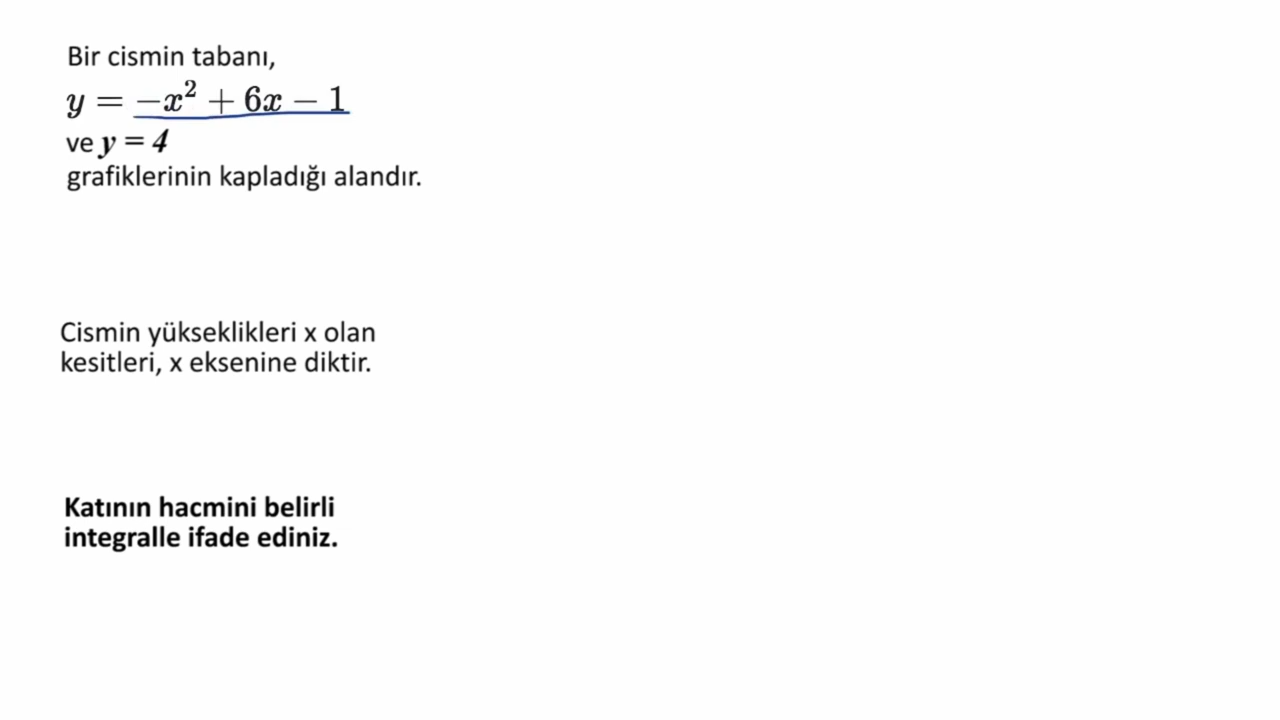 Bir cismin tabanı,
y = −x² + 6x − 1
ve y = 4
grafiklerinin kapladığı alandır.
Cismin yükseklikleri x olan
kesitleri, x eksenine diktir.
Katının hacmini belirli
integralle ifade ediniz.